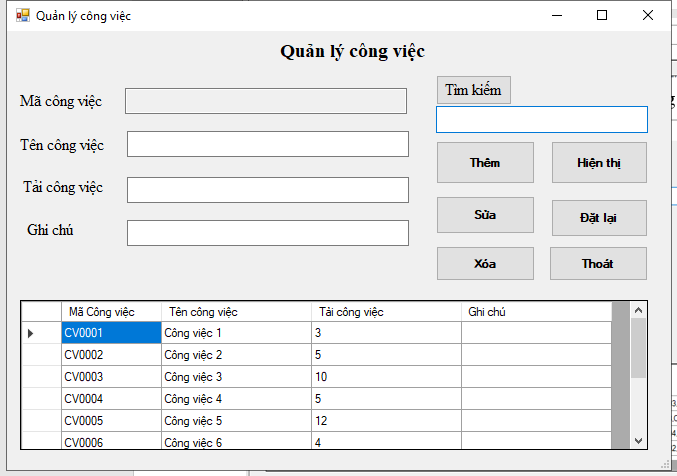 Quản lý công việc
Quản lý công việc
Tìm kiếm
Mã công việc
Tên công việc
Tải công việc
Ghi chú
Thêm Hiện thị
Sửa Đặt lại
Xóa Thoát
Mã Công việc Tên công việc Tải công việc Ghi chú
CV0001 Công việc 1 3
CV0002 Công việc 2 5
CV0003 Công việc 3 10
CV0004 Công việc 4 5
CV0005 Công việc 5 12
CV0006 Công việc 6 4